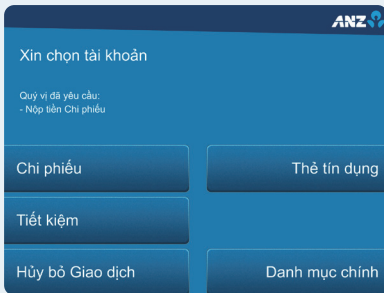 ANZ
Xin chọn tài khoản
Quý vị đã yêu cầu:
- Nộp tiền Chi phiếu
Chi phiếu
Thẻ tín dụng
Tiết kiệm
Hủy bỏ Giao dịch
Danh mục chính